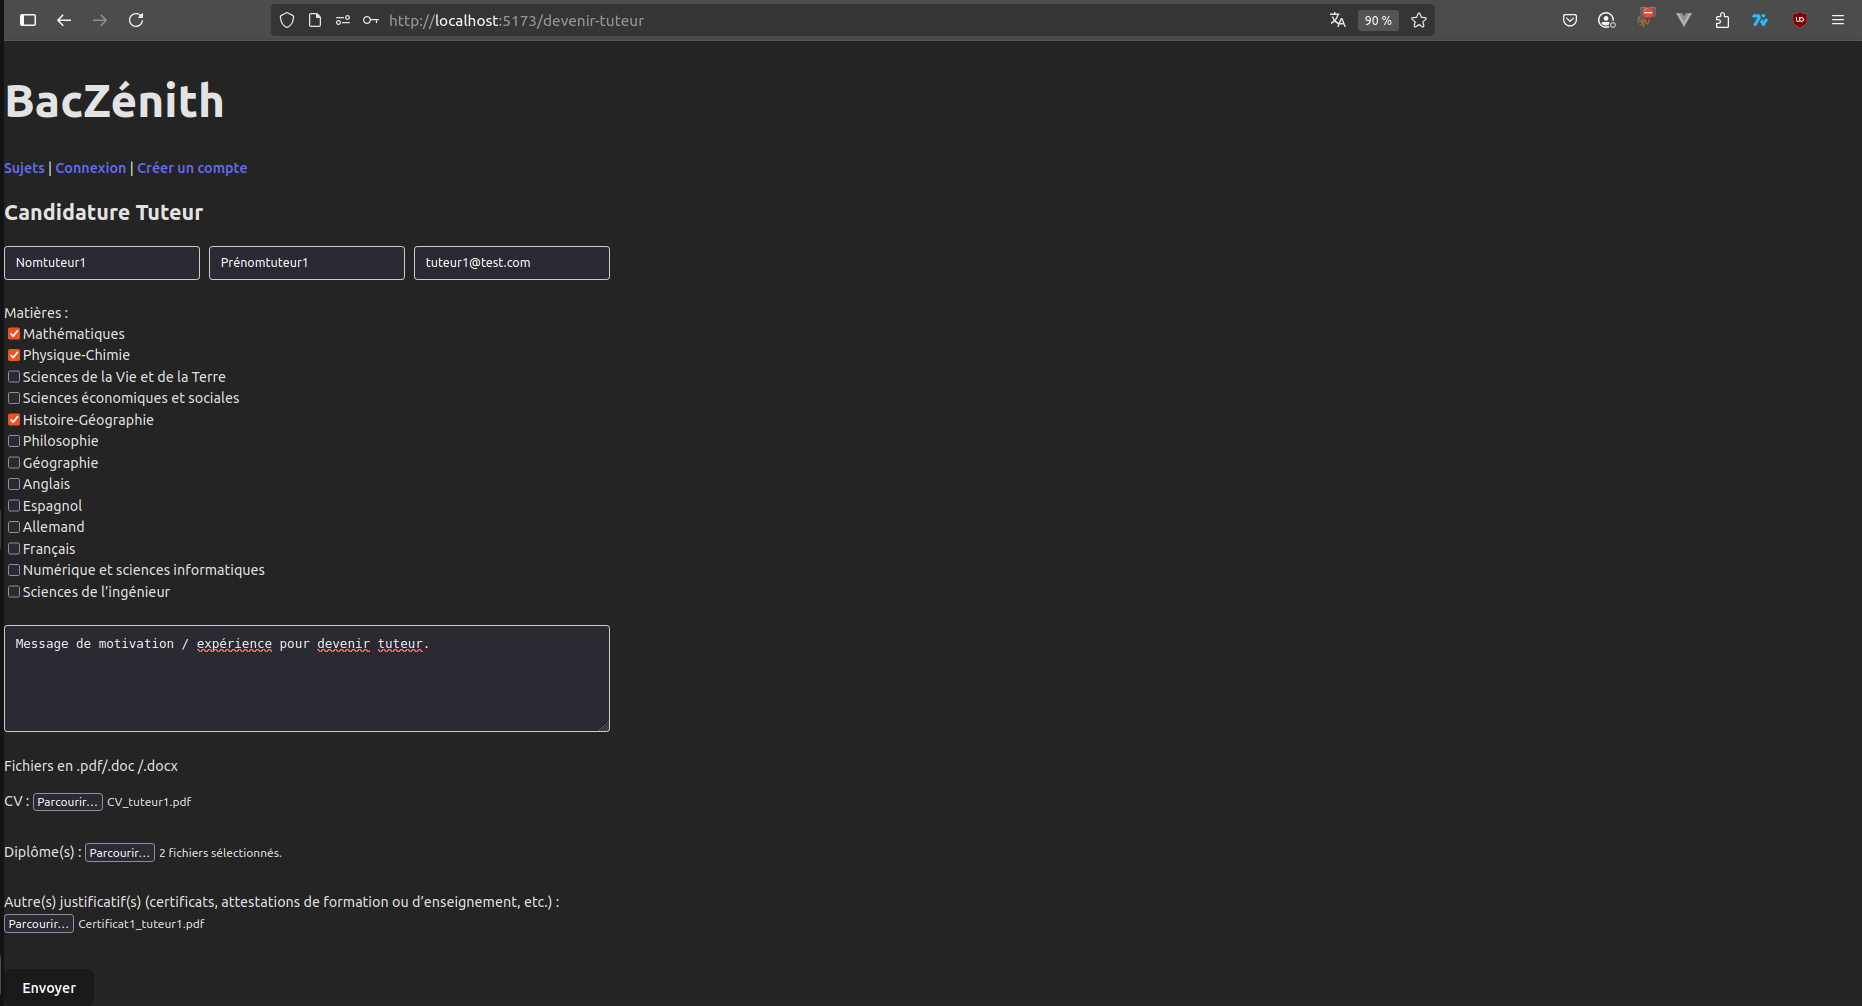 http://localhost:5173/devenir-tuteur 90 %
BacZénith
Sujets | Connexion | Créer un compte
Candidature Tuteur
Nomtuteur1 Prénomtuteur1 tuteur1@test.com
Matières :
Mathématiques
Physique-Chimie
Sciences de la Vie et de la Terre
Sciences économiques et sociales
Histoire-Géographie
Philosophie
Géographie
Anglais
Espagnol
Allemand
Français
Numérique et sciences informatiques
Sciences de l'ingénieur
Message de motivation / expérience pour devenir tuteur.
Fichiers en .pdf/.doc /.docx
CV : Parcourir... CV_tuteur1.pdf
Diplôme(s) : Parcourir... 2 fichiers sélectionnés.
Autre(s) justificatif(s) (certificats, attestations de formation ou d'enseignement, etc.) :
Parcourir... Certificat1_tuteur1.pdf
Envoyer